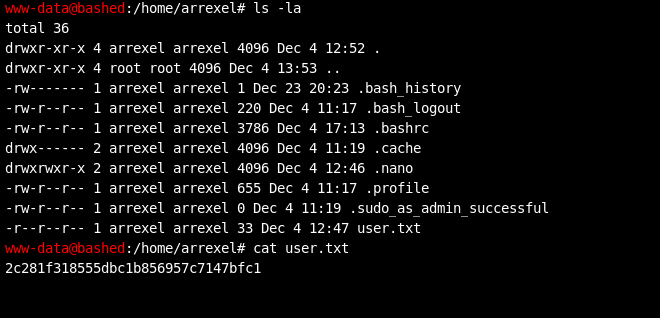 www-data@bashed:/home/arrexel# ls -la
total 36
drwxr-xr-x 4 arrexel arrexel 4096 Dec 4 12:52 .
drwxr-xr-x 4 root root 4096 Dec 4 13:53 ..
-rw------- 1 arrexel arrexel 1 Dec 23 20:23 .bash_history
-rw-r--r-- 1 arrexel arrexel 220 Dec 4 11:17 .bash_logout
-rw-r--r-- 1 arrexel arrexel 3786 Dec 4 17:13 .bashrc
drwx------ 2 arrexel arrexel 4096 Dec 4 11:19 .cache
drwxrwxr-x 2 arrexel arrexel 4096 Dec 4 12:46 .nano
-rw-r--r-- 1 arrexel arrexel 655 Dec 4 11:17 .profile
-rw-r--r-- 1 arrexel arrexel 0 Dec 4 11:19 .sudo_as_admin_successful
-r--r--r-- 1 arrexel arrexel 33 Dec 4 12:47 user.txt
www-data@bashed:/home/arrexel# cat user.txt
2c281f318555dbc1b856957c7147bfc1